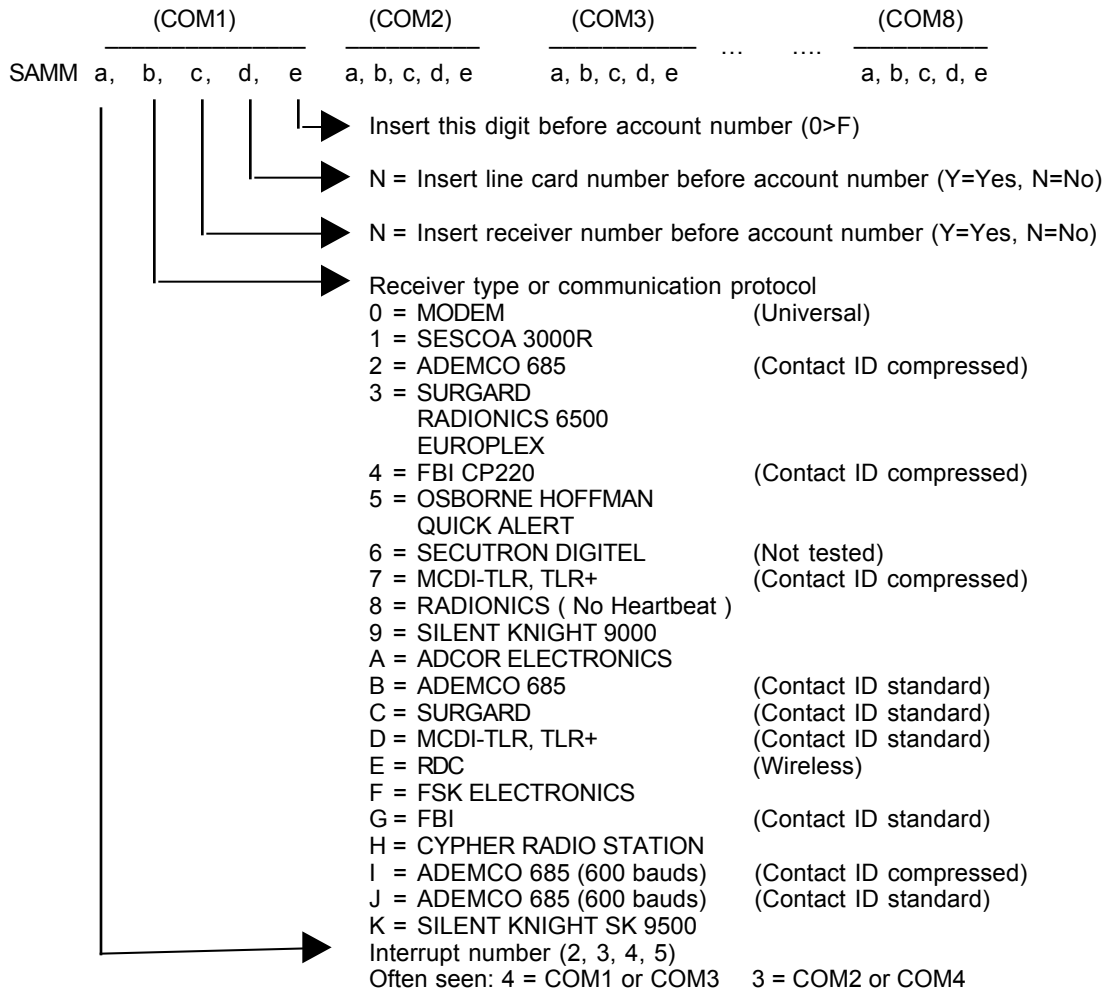 (COM1) (COM2) (COM3) (COM8)
_______________ __________ ___________ … …. __________
SAMM a, b, c, d, e a, b, c, d, e a, b, c, d, e a, b, c, d, e
Insert this digit before account number (0>F)
N = Insert line card number before account number (Y=Yes, N=No)
N = Insert receiver number before account number (Y=Yes, N=No)
Receiver type or communication protocol
0 = MODEM (Universal)
1 = SESCOA 3000R
2 = ADEMCO 685 (Contact ID compressed)
3 = SURGARD
RADIONICS 6500
EUROPLEX
4 = FBI CP220 (Contact ID compressed)
5 = OSBORNE HOFFMAN
QUICK ALERT
6 = SECUTRON DIGITEL (Not tested)
7 = MCDI-TLR, TLR+ (Contact ID compressed)
8 = RADIONICS ( No Heartbeat )
9 = SILENT KNIGHT 9000
A = ADCOR ELECTRONICS
B = ADEMCO 685 (Contact ID standard)
C = SURGARD (Contact ID standard)
D = MCDI-TLR, TLR+ (Contact ID standard)
E = RDC (Wireless)
F = FSK ELECTRONICS
G = FBI (Contact ID standard)
H = CYPHER RADIO STATION
I = ADEMCO 685 (600 bauds) (Contact ID compressed)
J = ADEMCO 685 (600 bauds) (Contact ID standard)
K = SILENT KNIGHT SK 9500
Interrupt number (2, 3, 4, 5)
Often seen: 4 = COM1 or COM3 3 = COM2 or COM4